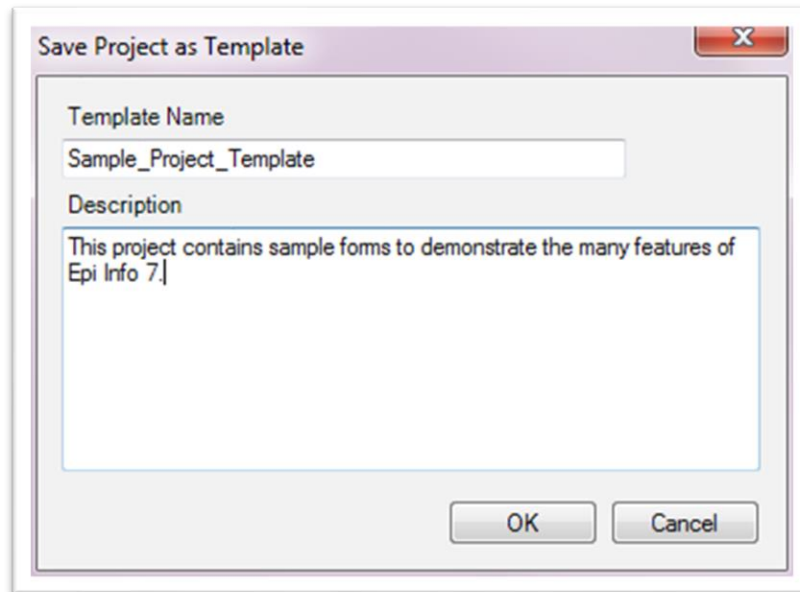 Save Project as Template
Template Name
Sample_Project_Template
Description
This project contains sample forms to demonstrate the many features of
Epi Info 7.
OK
Cancel